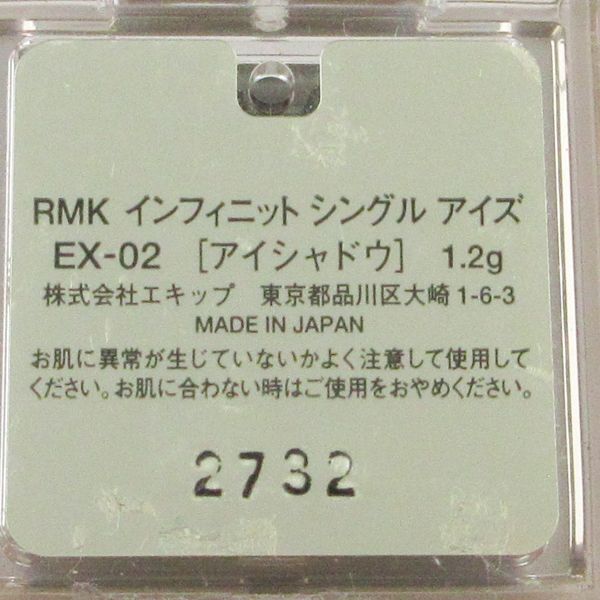 RMK インフィニット シングル アイズ
EX-02 [アイシャドウ] 1.2g
株式会社エキップ 東京都品川区大崎1-6-3
MADE IN JAPAN
お肌に異常が生じていないかよく注意して使用して
ください。お肌に合わない時はご使用をおやめください。
2732